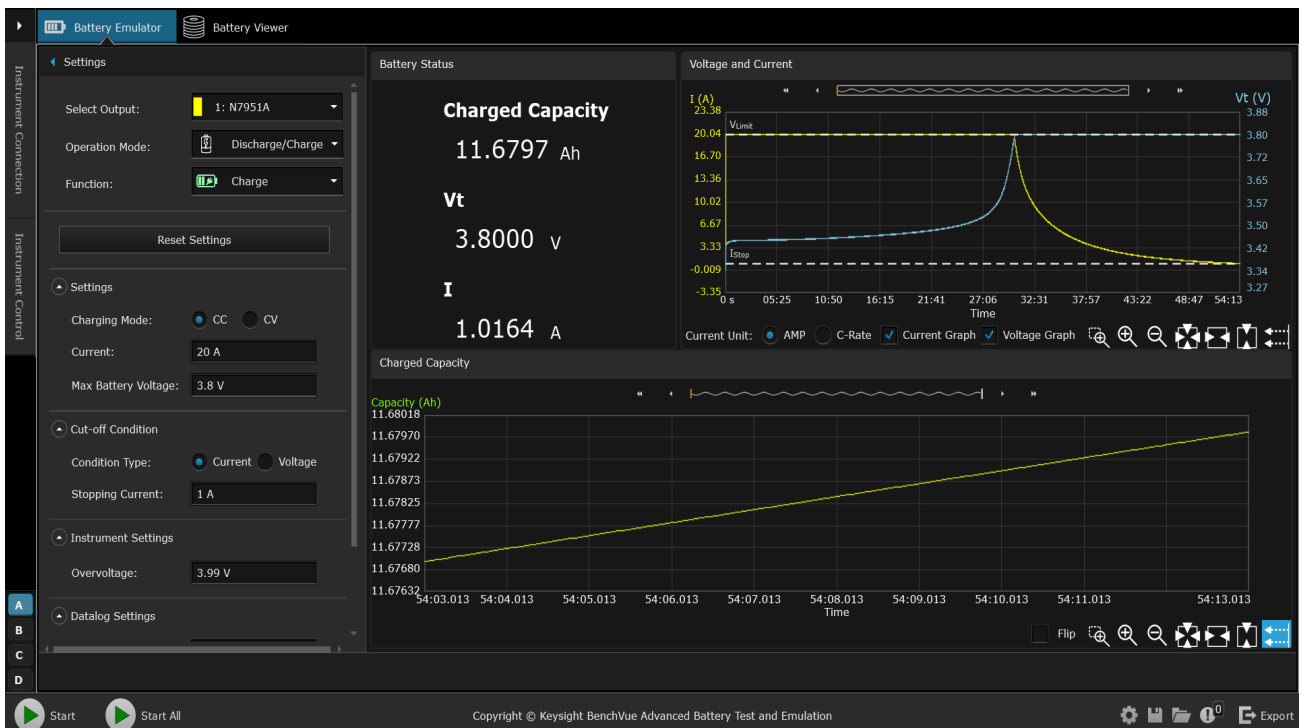 Battery Emulator
Battery Viewer
Instrument Connection
Instrument Control
A
B
C
D
Settings
Select Output: 1: N7951A
Operation Mode: Discharge/Charge
Function: Charge
Reset Settings
Settings
Charging Mode: CC CV
Current: 20 A
Max Battery Voltage: 3.8 V
Cut-off Condition
Condition Type: Current Voltage
Stopping Current: 1 A
Instrument Settings
Overvoltage: 3.99 V
Datalog Settings
Battery Status
Charged Capacity
11.6797 Ah
Vt
3.8000 V
I
1.0164 A
Voltage and Current
I (A) Vt (V)
23.38 3.88
VLimit
20.04 3.80
16.70 3.72
13.36 3.65
10.02 3.57
6.67 3.50
3.33 3.42
IStop
-0.009 3.34
-3.35 3.27
0 s 05:25 10:50 16:15 21:41 27:06 32:31 37:57 43:22 48:47 54:13
Time
Current Unit: AMP C-Rate Current Graph Voltage Graph
Charged Capacity
Capacity (Ah)
11.68018
11.67970
11.67922
11.67873
11.67825
11.67777
11.67728
11.67680
11.67632
54:03.013 54:04.013 54:05.013 54:06.013 54:07.013 54:08.013 54:09.013 54:10.013 54:11.013 54:13.013
Time
Flip
Start
Start All
Copyright © Keysight BenchVue Advanced Battery Test and Emulation
0
Export